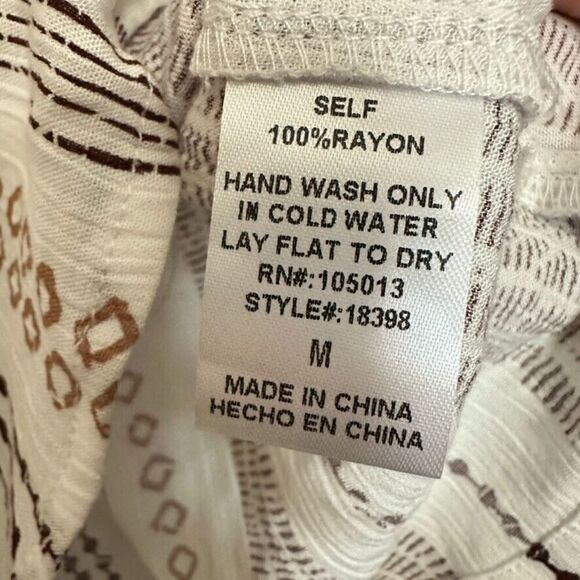 SELF
100%RAYON
HAND WASH ONLY
IN COLD WATER
LAY FLAT TO DRY
RN#:105013
STYLE#:18398
M
MADE IN CHINA
HECHO EN CHINA